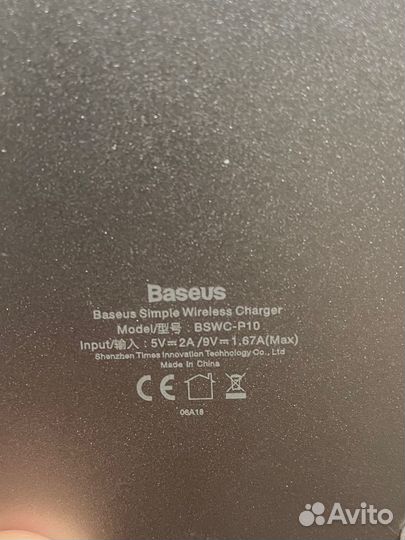 Baseus
Baseus Simple Wireless Charger
Model/型号: BSWC-P10
Input/输入: 5V⎓2A/9V⎓1.67A(Max)
Shenzhen Times Innovation Technology Co., Ltd
Made in China
CE
06A18
Avito